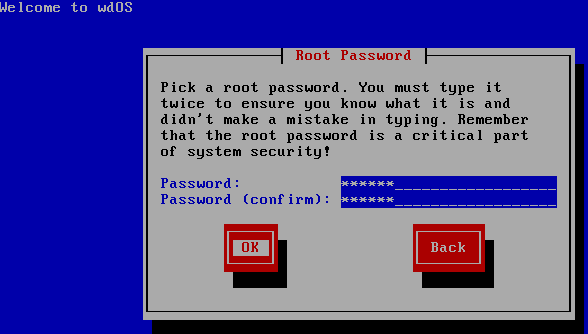 Welcome to wdOS
Root Password
Pick a root password. You must type it
twice to ensure you know what it is and
didn't make a mistake in typing. Remember
that the root password is a critical part
of system security!
Password: ******___________________
Password (confirm): ******___________________
OK Back